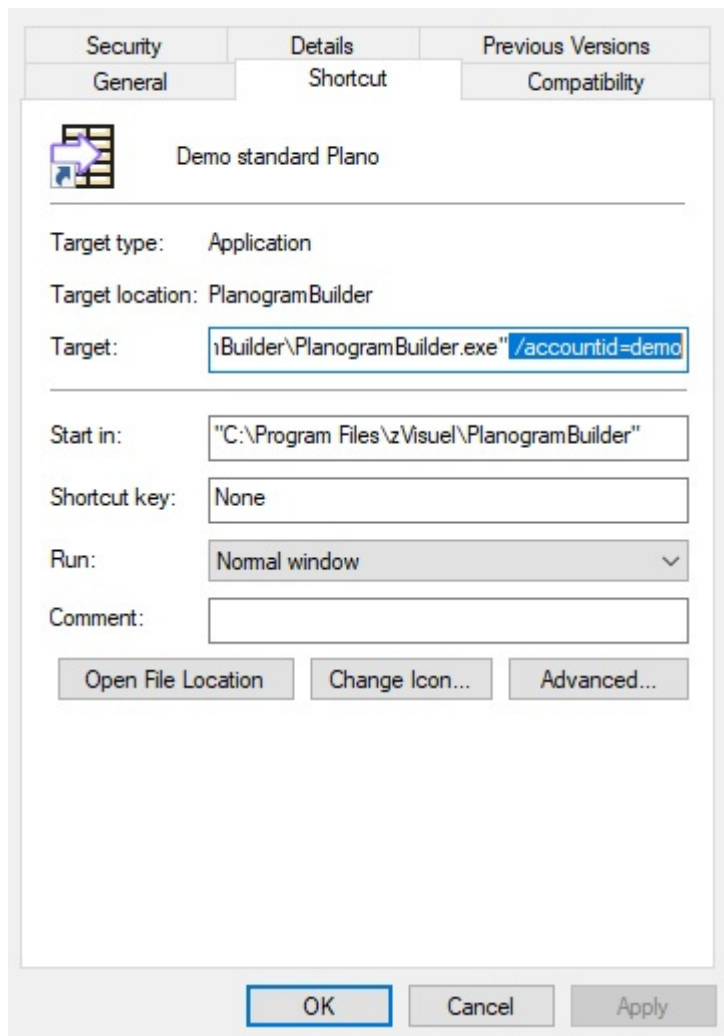 Security Details Previous Versions
General Shortcut Compatibility
Demo standard Plano
Target type: Application
Target location: PlanogramBuilder
Target: ıBuilder\PlanogramBuilder.exe" /accountid=demo
Start in: "C:\Program Files\zVisuel\PlanogramBuilder"
Shortcut key: None
Run: Normal window
Comment:
Open File Location Change Icon... Advanced...
OK Cancel Apply